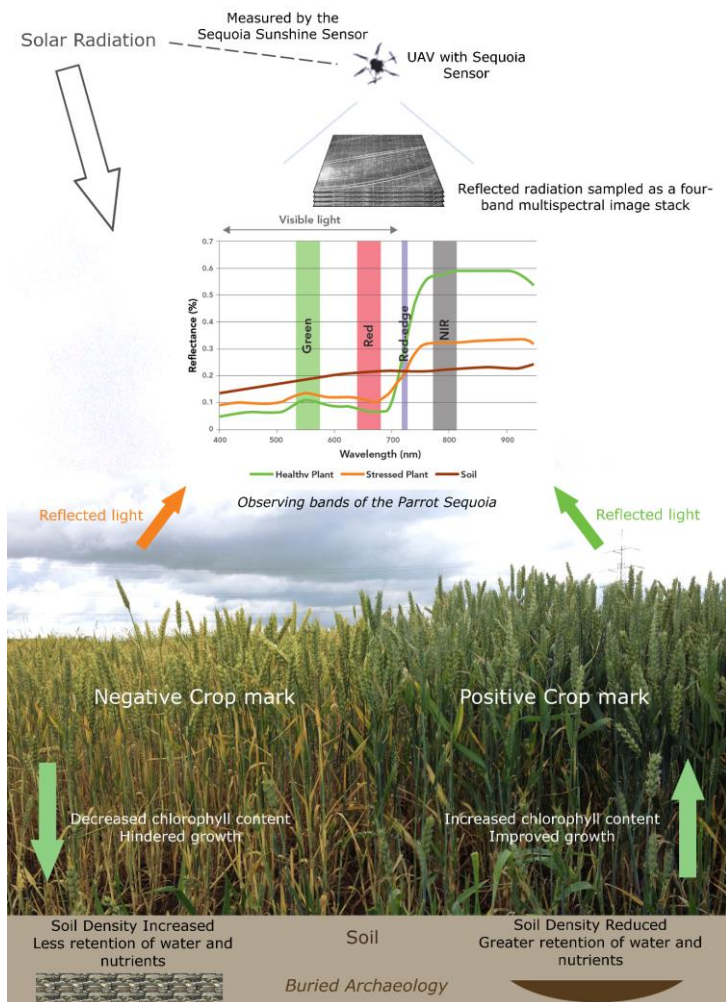 Measured by the
Sequoia Sunshine Sensor
Solar Radiation
UAV with Sequoia
Sensor
Reflected radiation sampled as a four-
band multispectral image stack
Visible light
0.7
0.6
0.5
0.4
0.3
0.2
0.1
0
Reflectance (%)
Green
Red
Red-edge
NIR
400
500
600
700
800
900
Wavelength (nm)
Healthy Plant
Stressed Plant
Soil
Observing bands of the Parrot Sequoia
Reflected light
Reflected light
Negative Crop mark
Positive Crop mark
Decreased chlorophyll content
Hindered growth
Increased chlorophyll content
Improved growth
Soil Density Increased
Less retention of water and
nutrients
Soil
Soil Density Reduced
Greater retention of water and
nutrients
Buried Archaeology